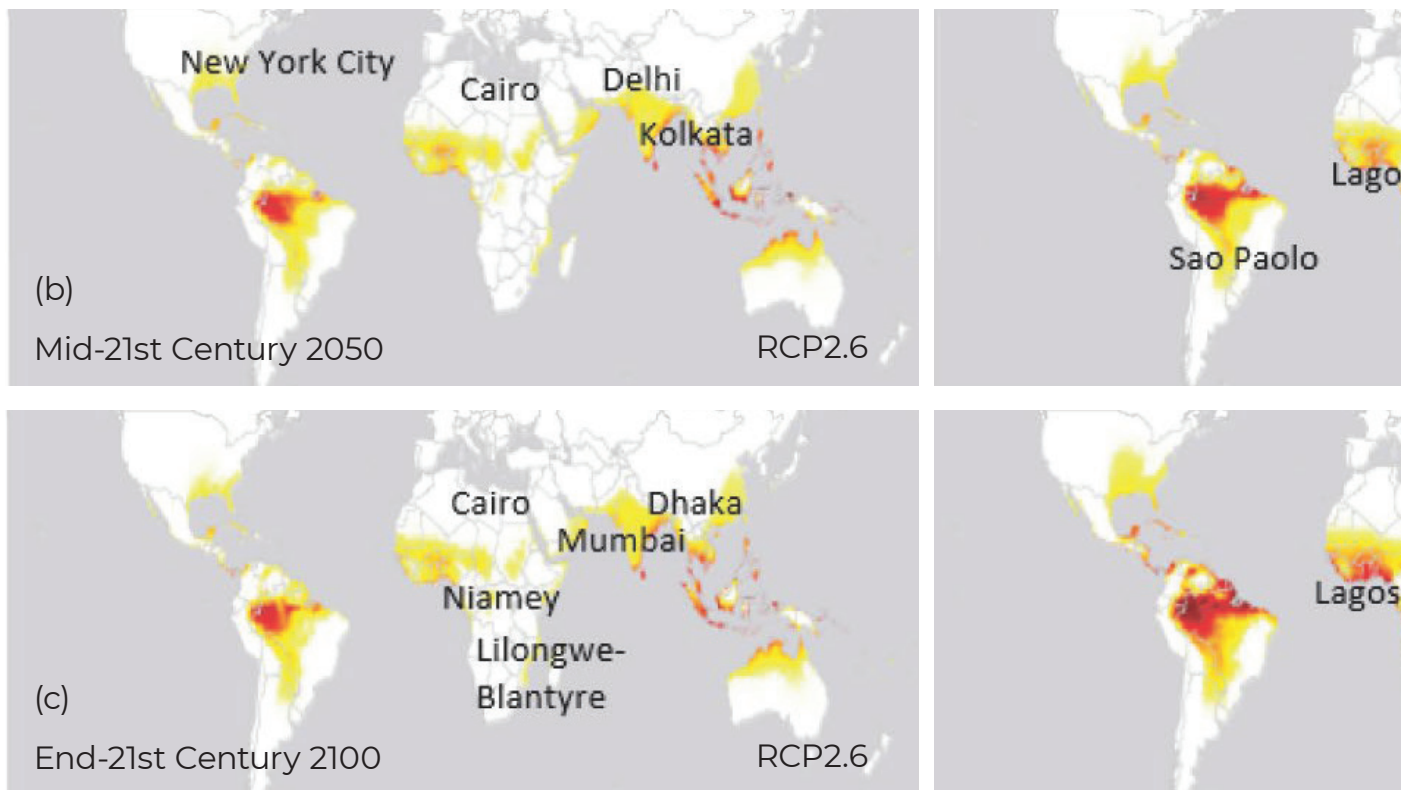 New York City
Cairo
Delhi
Kolkata
(b)
Mid-21st Century 2050
RCP2.6
Lago
Sao Paolo
Cairo
Dhaka
Mumbai
Niamey
Lilongwe-
Blantyre
(c)
End-21st Century 2100
RCP2.6
Lagos